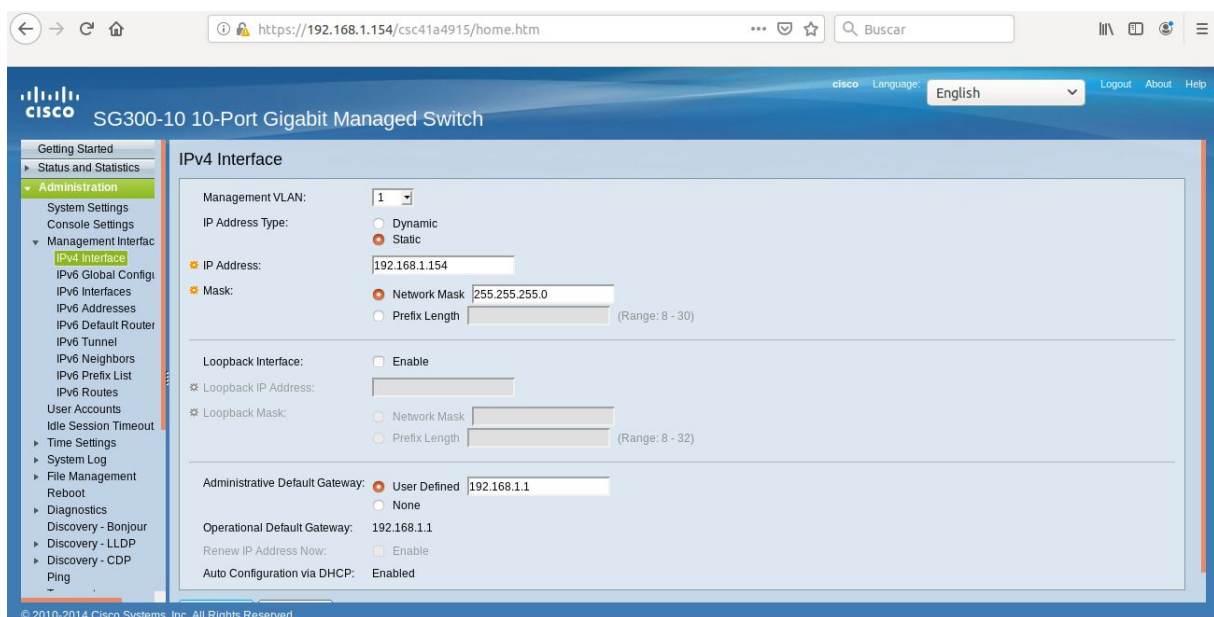 https://192.168.1.154/csc41a4915/home.htm
Buscar
cisco Language: English Logout About Help
CISCO
SG300-10 10-Port Gigabit Managed Switch
Getting Started
Status and Statistics
Administration
System Settings
Console Settings
Management Interfac
IPv4 Interface
IPv6 Global Configu
IPv6 Interfaces
IPv6 Addresses
IPv6 Default Router
IPv6 Tunnel
IPv6 Neighbors
IPv6 Prefix List
IPv6 Routes
User Accounts
Idle Session Timeout
Time Settings
System Log
File Management
Reboot
Diagnostics
Discovery - Bonjour
Discovery - LLDP
Discovery - CDP
Ping
IPv4 Interface
Management VLAN: 1
IP Address Type: Dynamic
Static
IP Address: 192.168.1.154
Mask: Network Mask 255.255.255.0
Prefix Length (Range: 8 - 30)
Loopback Interface: Enable
Loopback IP Address:
Loopback Mask: Network Mask
Prefix Length (Range: 8 - 32)
Administrative Default Gateway: User Defined 192.168.1.1
None
Operational Default Gateway: 192.168.1.1
Renew IP Address Now: Enable
Auto Configuration via DHCP: Enabled
© 2010-2014 Cisco Systems, Inc. All Rights Reserved.